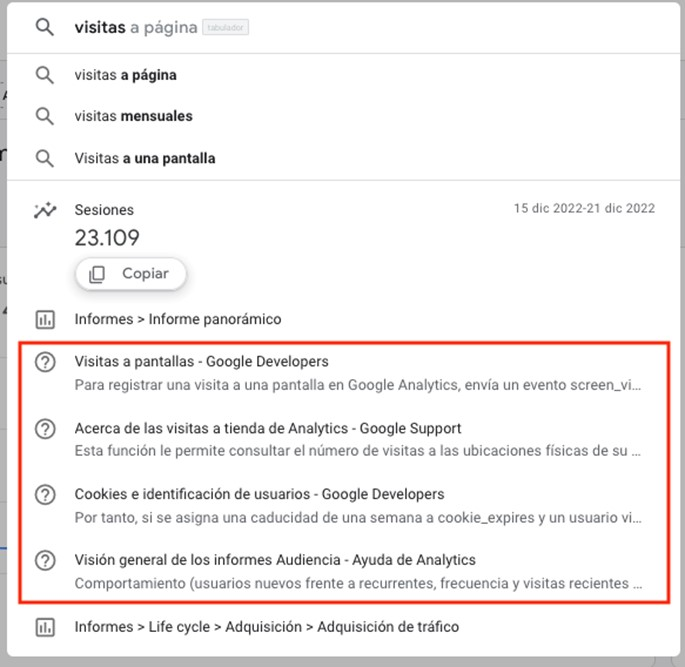 visitas a página tabulador
visitas a página
visitas mensuales
Visitas a una pantalla
Sesiones 15 dic 2022-21 dic 2022
23.109
Copiar
Informes > Informe panorámico
Visitas a pantallas - Google Developers
Para registrar una visita a una pantalla en Google Analytics, envía un evento screen_vi...
Acerca de las visitas a tienda de Analytics - Google Support
Esta función le permite consultar el número de visitas a las ubicaciones físicas de su ...
Cookies e identificación de usuarios - Google Developers
Por tanto, si se asigna una caducidad de una semana a cookie_expires y un usuario vi...
Visión general de los informes Audiencia - Ayuda de Analytics
Comportamiento (usuarios nuevos frente a recurrentes, frecuencia y visitas recientes ...
Informes > Life cycle > Adquisición > Adquisición de tráfico